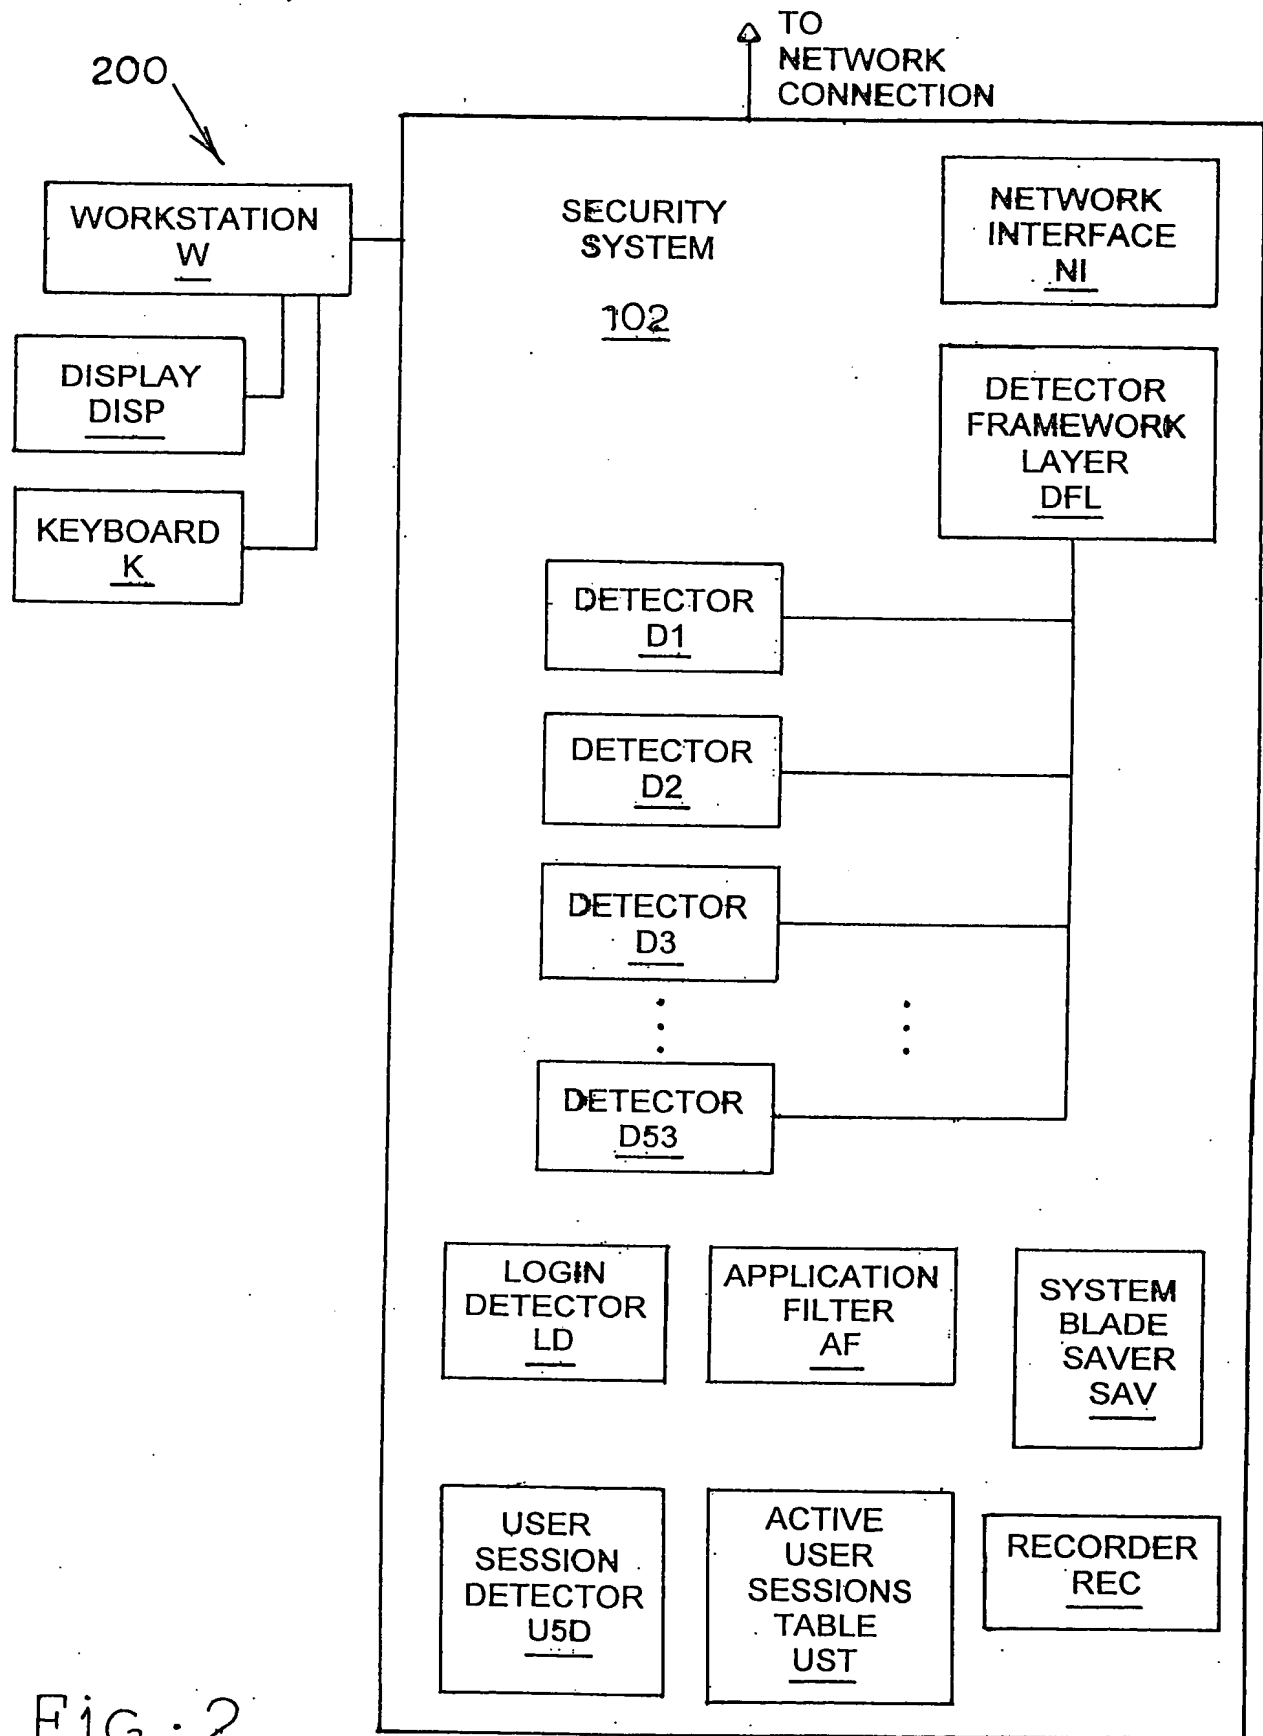 TO
NETWORK
CONNECTION
200
WORKSTATION
W
DISPLAY
DISP
KEYBOARD
K
SECURITY
SYSTEM
102
NETWORK
INTERFACE
NI
DETECTOR
FRAMEWORK
LAYER
DFL
DETECTOR
D1
DETECTOR
D2
DETECTOR
D3
DETECTOR
D53
LOGIN
DETECTOR
LD
APPLICATION
FILTER
AF
SYSTEM
BLADE
SAVER
SAV
USER
SESSION
DETECTOR
U5D
ACTIVE
USER
SESSIONS
TABLE
UST
RECORDER
REC
Fig. 2